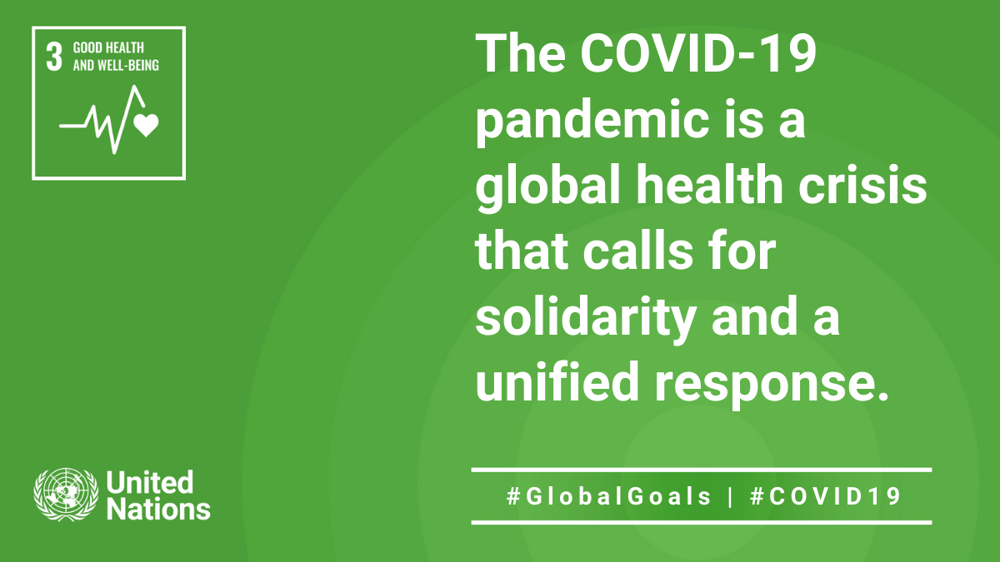 3 GOOD HEALTH
AND WELL-BEING
The COVID-19
pandemic is a
global health crisis
that calls for
solidarity and a
unified response.
United
Nations
#GlobalGoals | #COVID19